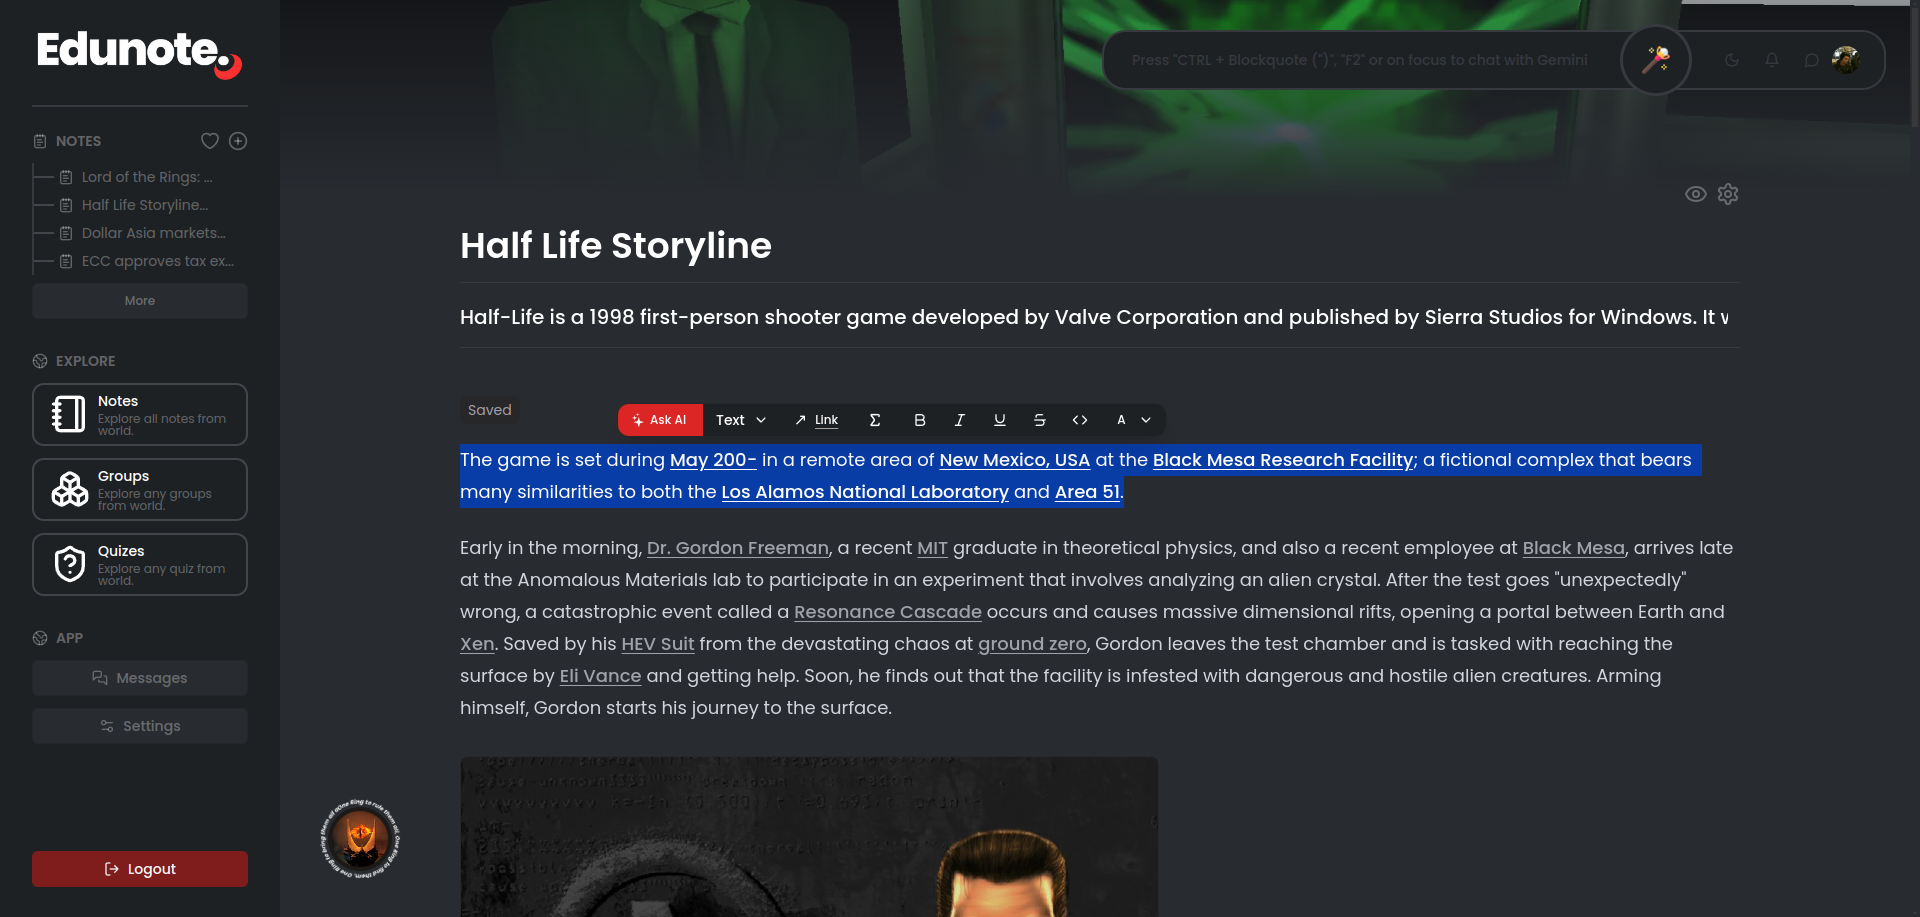 Edunote.
Press "CTRL + Blockquote (")", "F2" or on focus to chat with Gemini
NOTES
Lord of the Rings: ...
Half Life Storyline...
Dollar Asia markets...
ECC approves tax ex...
More
EXPLORE
Notes
Explore all notes from
world.
Groups
Explore any groups
from world.
Quizes
Explore any quiz from
world.
APP
Messages
Settings
Logout
Half Life Storyline
Half-Life is a 1998 first-person shooter game developed by Valve Corporation and published by Sierra Studios for Windows. It
Saved
Ask AI Text Link Σ B I U S <> A
The game is set during May 200- in a remote area of New Mexico, USA at the Black Mesa Research Facility; a fictional complex that bears
many similarities to both the Los Alamos National Laboratory and Area 51.
Early in the morning, Dr. Gordon Freeman, a recent MIT graduate in theoretical physics, and also a recent employee at Black Mesa, arrives late
at the Anomalous Materials lab to participate in an experiment that involves analyzing an alien crystal. After the test goes "unexpectedly"
wrong, a catastrophic event called a Resonance Cascade occurs and causes massive dimensional rifts, opening a portal between Earth and
Xen. Saved by his HEV Suit from the devastating chaos at ground zero, Gordon leaves the test chamber and is tasked with reaching the
surface by Eli Vance and getting help. Soon, he finds out that the facility is infested with dangerous and hostile alien creatures. Arming
himself, Gordon starts his journey to the surface.